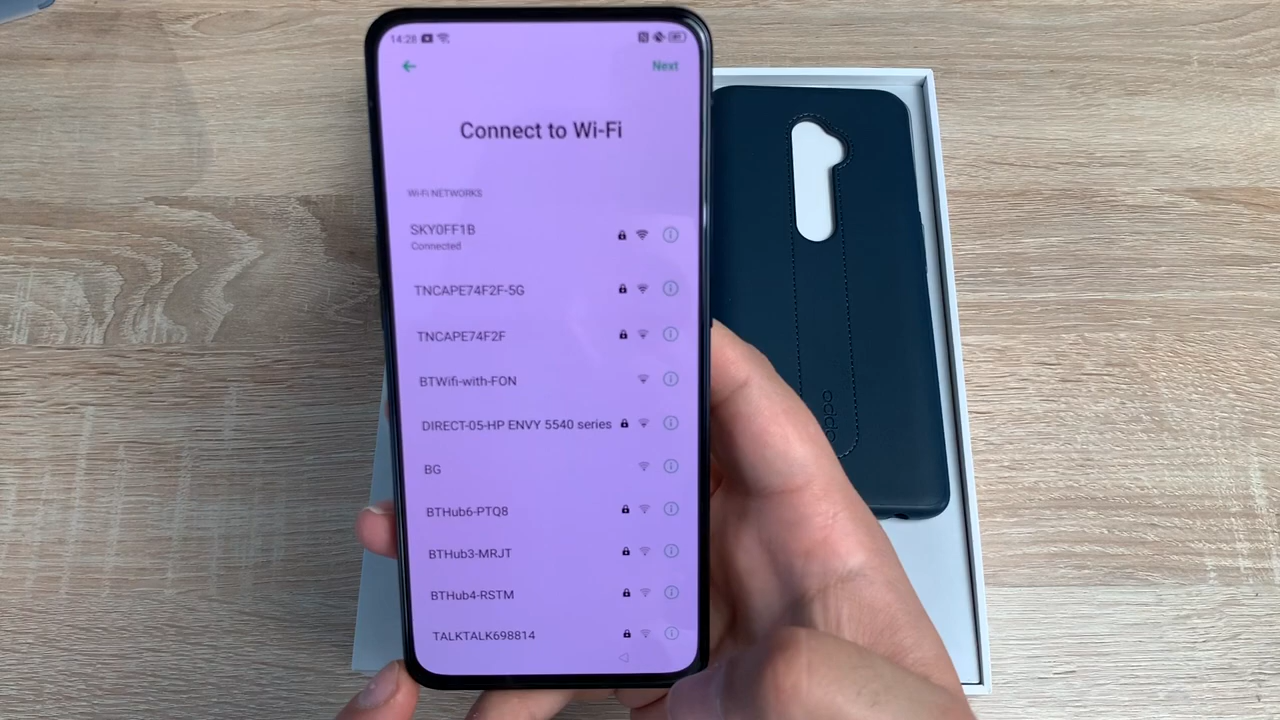 14:28
Next
Connect to Wi-Fi
Wi-Fi NETWORKS
SKY0FF1B
Connected
TNCAPE74F2F-5G
TNCAPE74F2F
BTWifi-with-FON
DIRECT-05-HP ENVY 5540 series
BG
BTHub6-PTQ8
BTHub3-MRJT
BTHub4-RSTM
TALKTALK698814
oppo